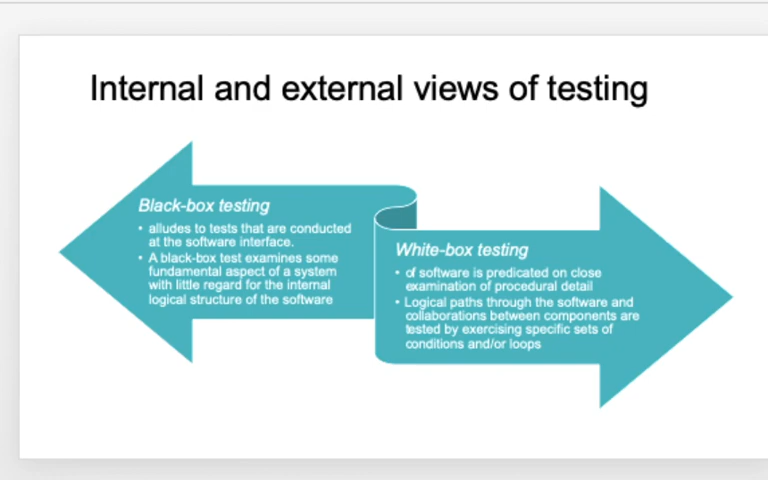 Internal and external views of testing
Black-box testing
• alludes to tests that are conducted
at the software interface.
• A black-box test examines some
fundamental aspect of a system
with little regard for the internal
logical structure of the software
White-box testing
• of software is predicated on close
examination of procedural detail
• Logical paths through the software and
collaborations between components are
tested by exercising specific sets of
conditions and/or loops